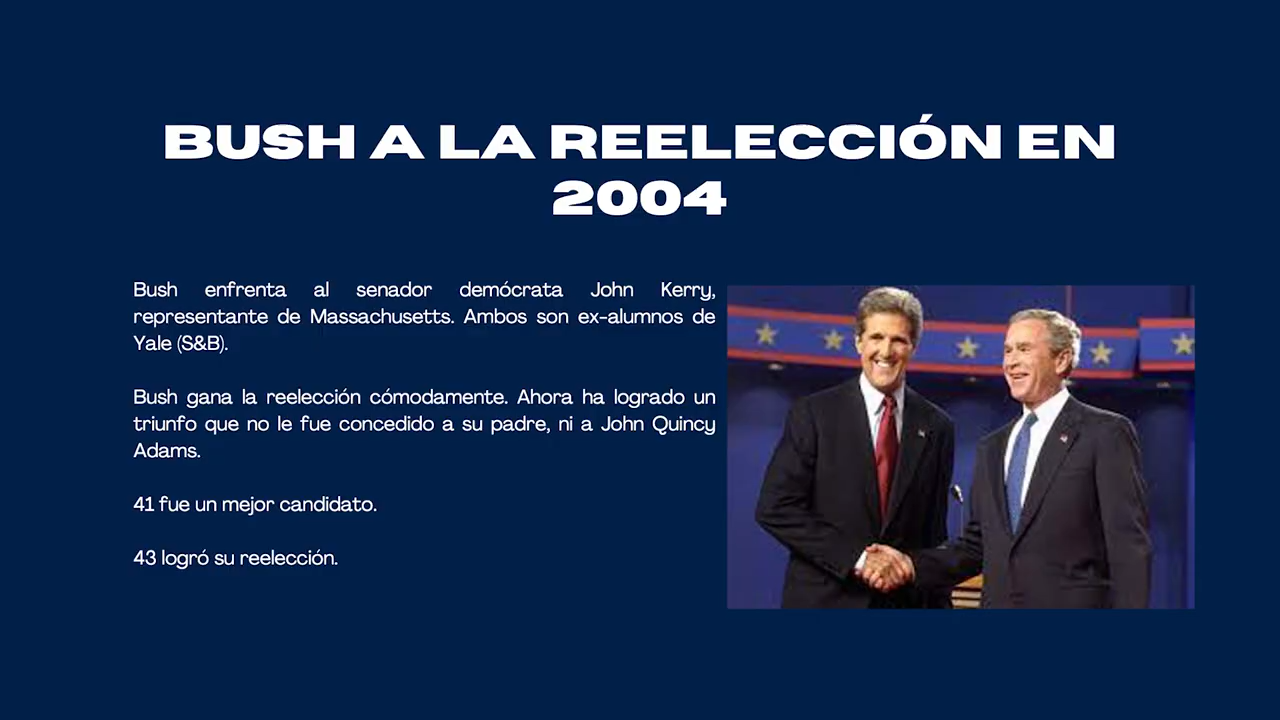 BUSH A LA REELECCIÓN EN
2004
Bush enfrenta al senador demócrata John Kerry,
representante de Massachusetts. Ambos son ex-alumnos de
Yale (S&B).
Bush gana la reelección cómodamente. Ahora ha logrado un
triunfo que no le fue concedido a su padre, ni a John Quincy
Adams.
41 fue un mejor candidato.
43 logró su reelección.